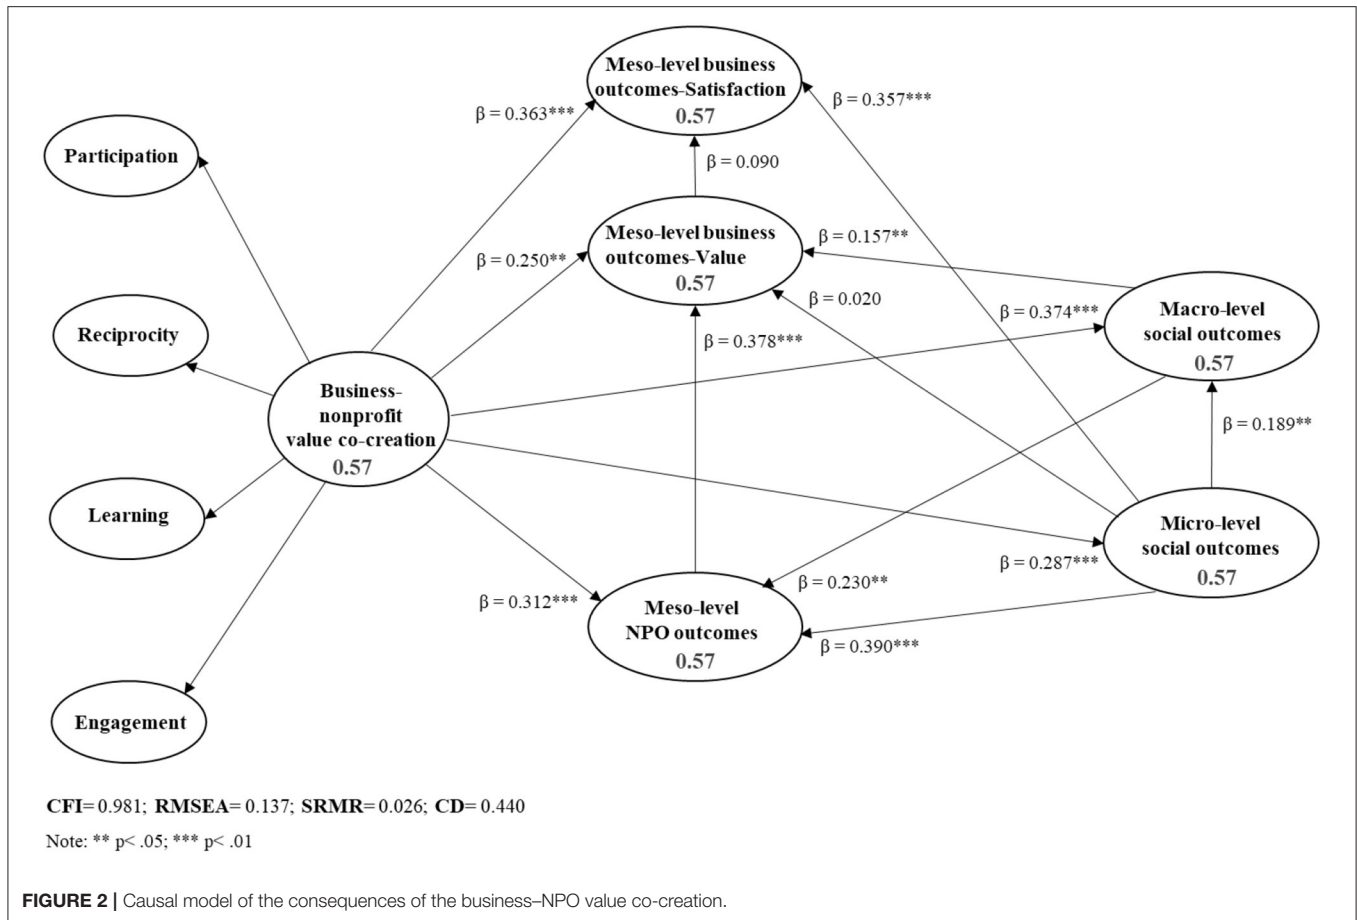 Meso-level business
outcomes-Satisfaction
0.57
β = 0.363***
β = 0.357***
Participation
β = 0.090
Meso-level business
outcomes-Value
0.57
β = 0.250**
β = 0.157**
β = 0.020
Reciprocity
β = 0.374***
Macro-level
social outcomes
0.57
β = 0.378***
Business-
nonprofit
value co-creation
0.57
β = 0.189**
Learning
Micro-level
social outcomes
0.57
β = 0.287***
β = 0.312***
β = 0.230**
Meso-level
NPO outcomes
0.57
β = 0.390***
Engagement
CFI= 0.981; RMSEA= 0.137; SRMR= 0.026; CD= 0.440
Note: ** p< .05; *** p< .01
FIGURE 2 | Causal model of the consequences of the business–NPO value co-creation.